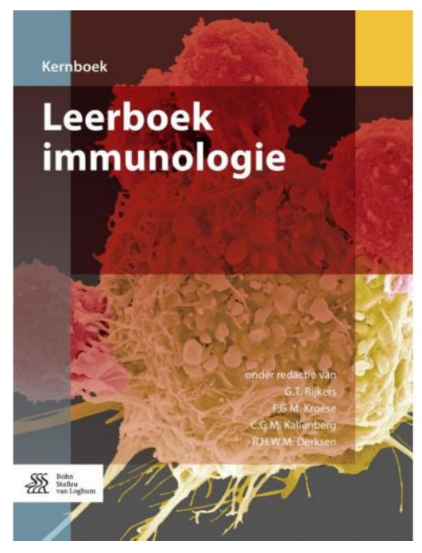 Kernboek
Leerboek
immunologie
onder redactie van
G.T. Rijkers
F.G.M. Kroese
C.G.M. Kallenberg
R.H.W.M. Derksen
Bohn
Stafleu
van Loghum